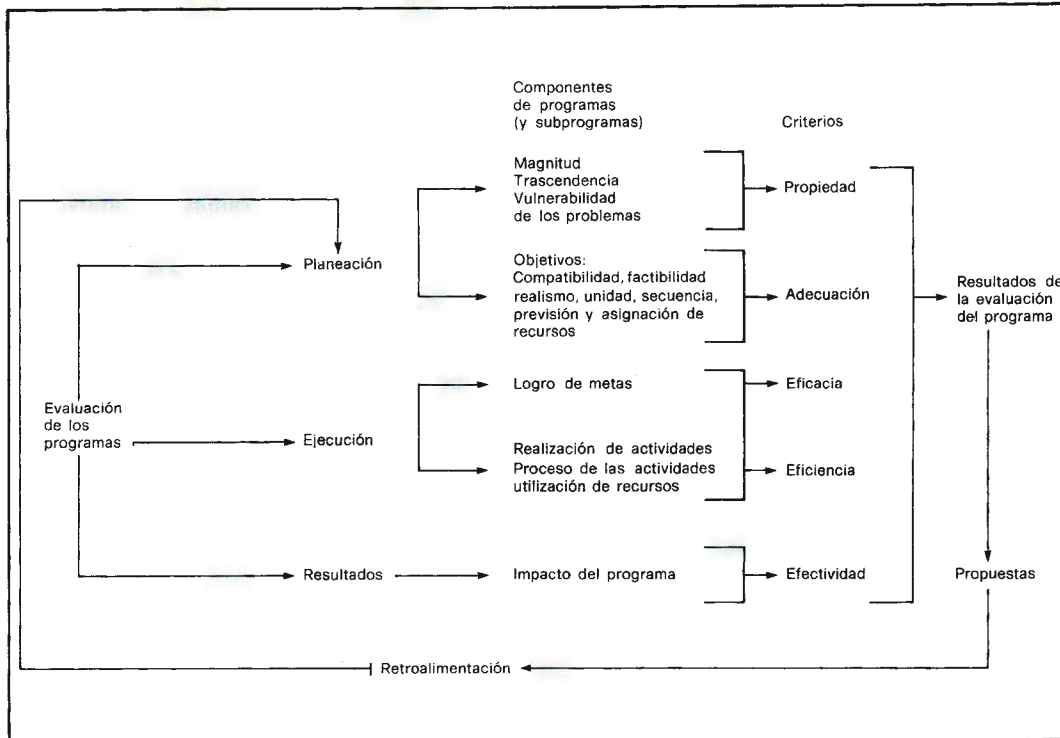 Componentes
de programas
(y subprogramas)
Criterios
Magnitud
Trascendencia
Vulnerabilidad
de los problemas
Propiedad
Planeación
Objetivos:
Compatibilidad, factibilidad
realismo, unidad, secuencia,
previsión y asignación de
recursos
Adecuación
Resultados de
la evaluación
del programa
Evaluación
de los
programas
Ejecución
Logro de metas
Eficacia
Realización de actividades
Proceso de las actividades
utilización de recursos
Eficiencia
Resultados
Impacto del programa
Efectividad
Propuestas
Retroalimentación